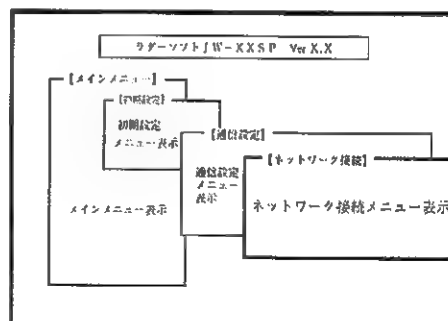 ラダーソフトJW-XXSP Ver X.X
【メインメニュー】
【初期設定】
初期設定
メニュー表示
【通信設定】
通信設定
メニュー
表示
【ネットワーク接続】
ネットワーク接続メニュー表示
メインメニュー表示